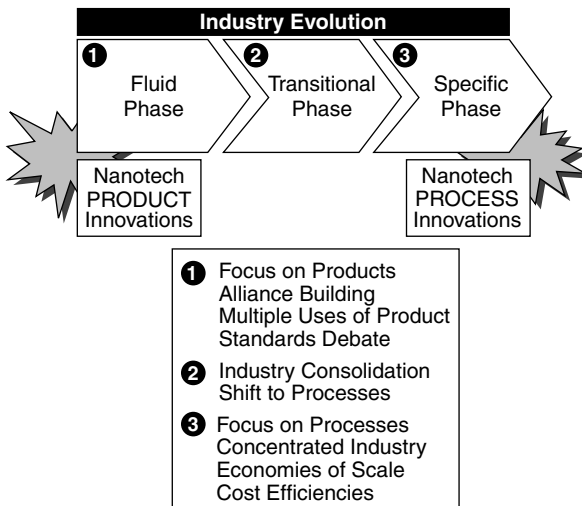 Industry Evolution
1
Fluid
Phase
2
Transitional
Phase
3
Specific
Phase
Nanotech
PRODUCT
Innovations
Nanotech
PROCESS
Innovations
1 Focus on Products
Alliance Building
Multiple Uses of Product
Standards Debate
2 Industry Consolidation
Shift to Processes
3 Focus on Processes
Concentrated Industry
Economies of Scale
Cost Efficiencies